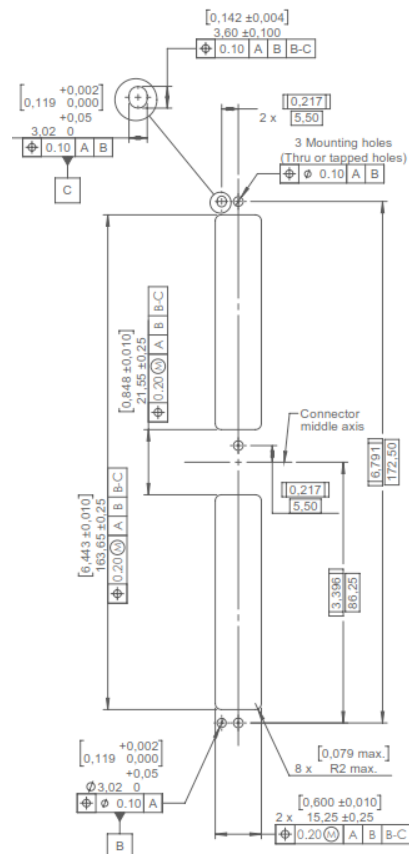 [0,142 ±0,004]
3,60 ±0,100
⌖ 0.10 A B B-C
+0,002
[0,119 0,000]
+0,05
3,02 0
⌖ 0.10 A B
C
[0,217]
2 x 5,50
3 Mounting holes
(Thru or tapped holes)
⌖ ø 0.10 A B
[0,848 ±0,010]
21,55 ±0,25
⌖ 0.20 Ⓜ A B B-C
Connector
middle axis
[6,791]
172,50
[0,217]
5,50
[6,443 ±0,010]
163,65 ±0,25
⌖ 0.20 Ⓜ A B B-C
[3,396]
86,25
+0,002
[0,119 0,000]
+0,05
Ø3,02 0
⌖ ø 0.10 A
B
[0,079 max.]
8 x R2 max.
[0,600 ±0,010]
2 x 15,25 ±0,25
⌖ 0.20 Ⓜ A B B-C